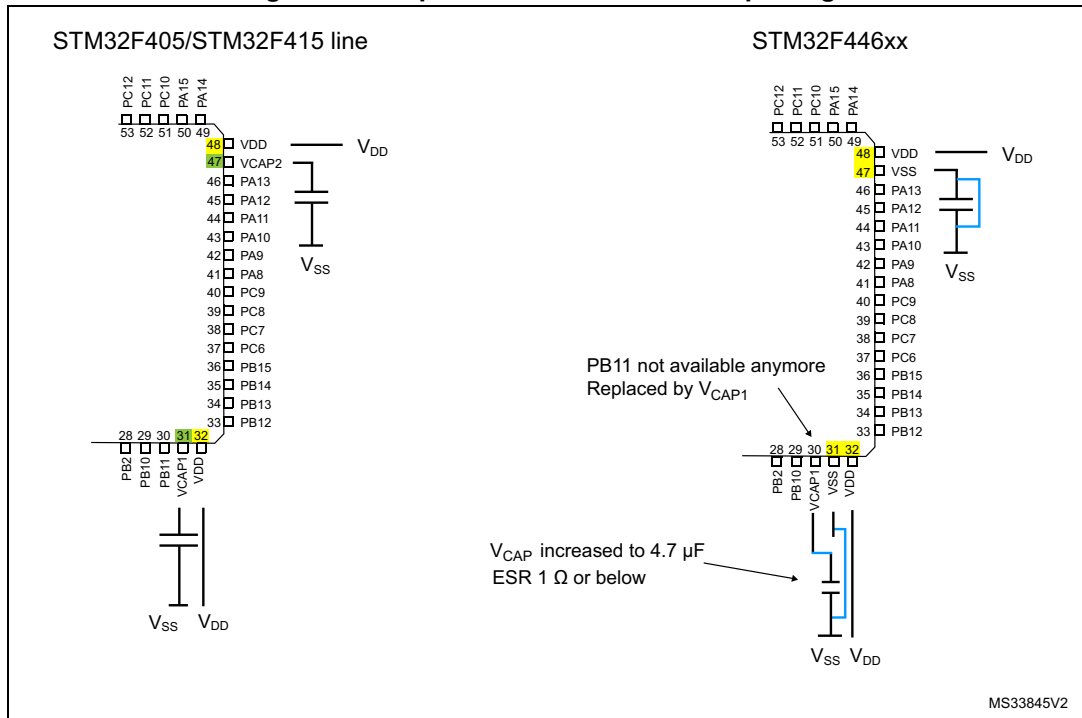 STM32F405/STM32F415 line
PC12
PC11
PC10
PA15
PA14
53 52 51 50 49
48 VDD
VDD
47 VCAP2
46 PA13
45 PA12
44 PA11
43 PA10
42 PA9
41 PA8
40 PC9
39 PC8
38 PC7
37 PC6
36 PB15
35 PB14
34 PB13
33 PB12
VSS
28 29 30 31 32
PB2
PB10
PB11
VCAP1
VDD
VSS VDD
STM32F446xx
PC12
PC11
PC10
PA15
PA14
53 52 51 50 49
48 VDD
VDD
47 VSS
46 PA13
45 PA12
44 PA11
43 PA10
42 PA9
41 PA8
40 PC9
39 PC8
38 PC7
37 PC6
36 PB15
35 PB14
34 PB13
33 PB12
VSS
PB11 not available anymore
Replaced by VCAP1
28 29 30 31 32
PB2
PB10
VCAP1
VSS
VDD
VCAP increased to 4.7 µF
ESR 1 Ω or below
VSS VDD
MS33845V2